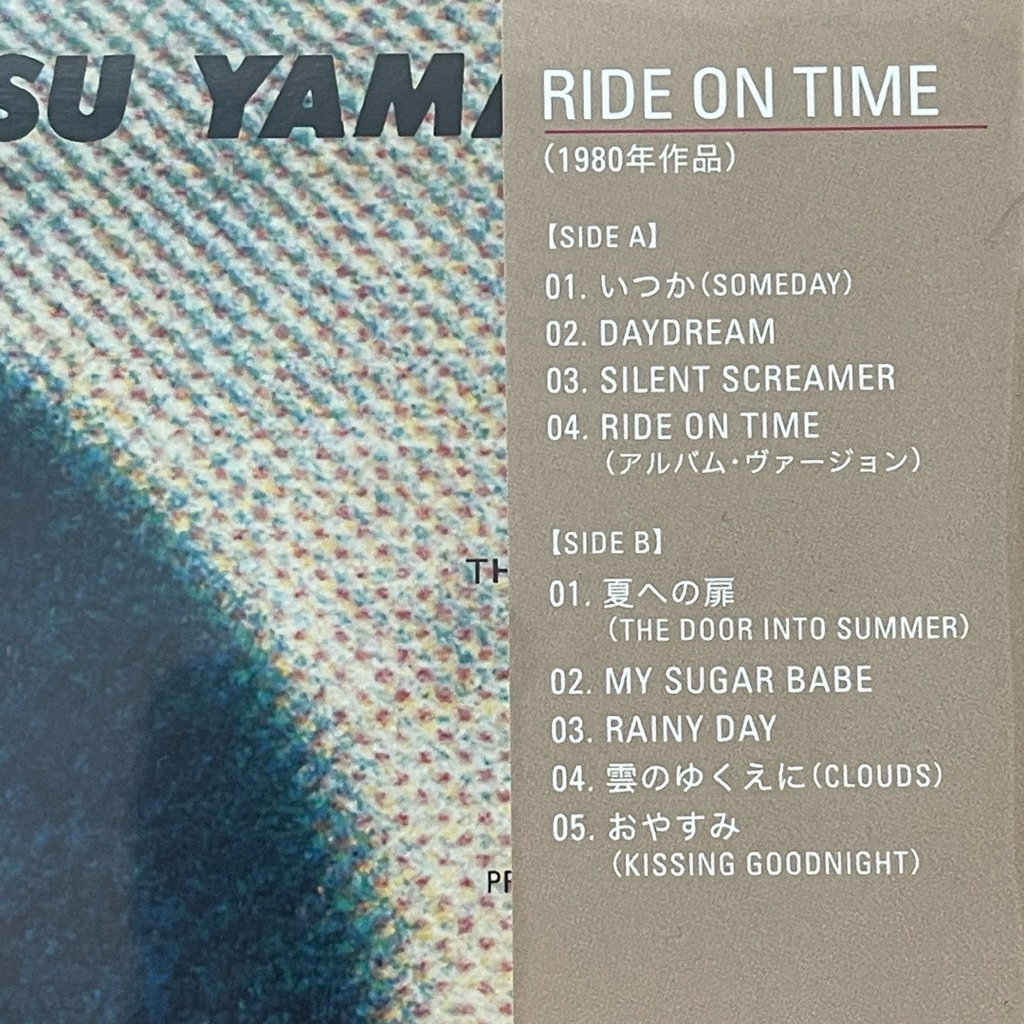 SU YAMA
RIDE ON TIME
(1980年作品)
【SIDE A】
01. いつか(SOMEDAY)
02. DAYDREAM
03. SILENT SCREAMER
04. RIDE ON TIME
(アルバム・ヴァージョン)
【SIDE B】
01. 夏への扉
(THE DOOR INTO SUMMER)
02. MY SUGAR BABE
03. RAINY DAY
04. 雲のゆくえに(CLOUDS)
05. おやすみ
(KISSING GOODNIGHT)
TH
PR